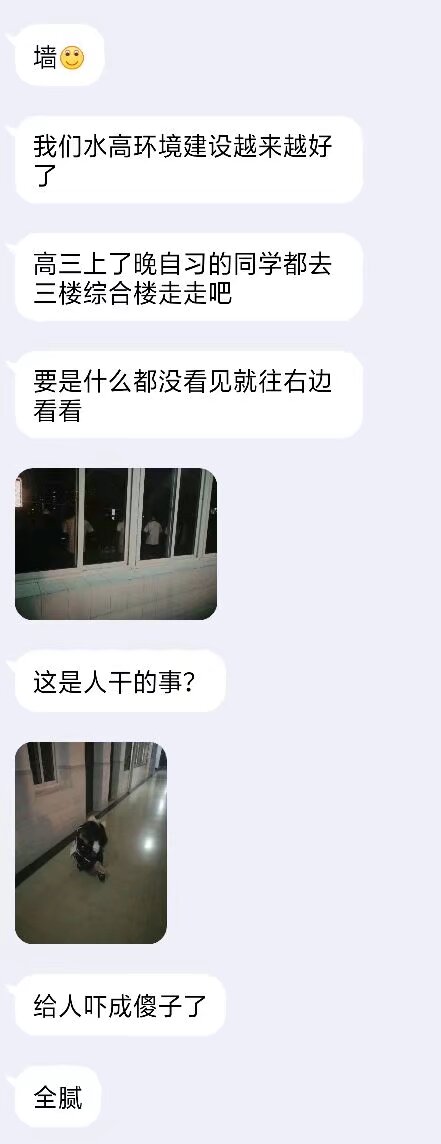 墙
我们水高环境建设越来越好
了
高三上了晚自习的同学都去
三楼综合楼走走吧
要是什么都没看见就往右边
看看
这是人干的事?
给人吓成傻子了
全腻